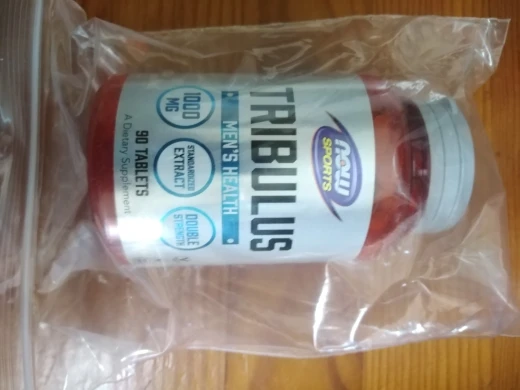 NOW
SPORTS
TRIBULUS
MEN'S HEALTH
1000
MG
STANDARDIZED
EXTRACT
DOUBLE
STRENGTH
90 TABLETS
A Dietary Supplement